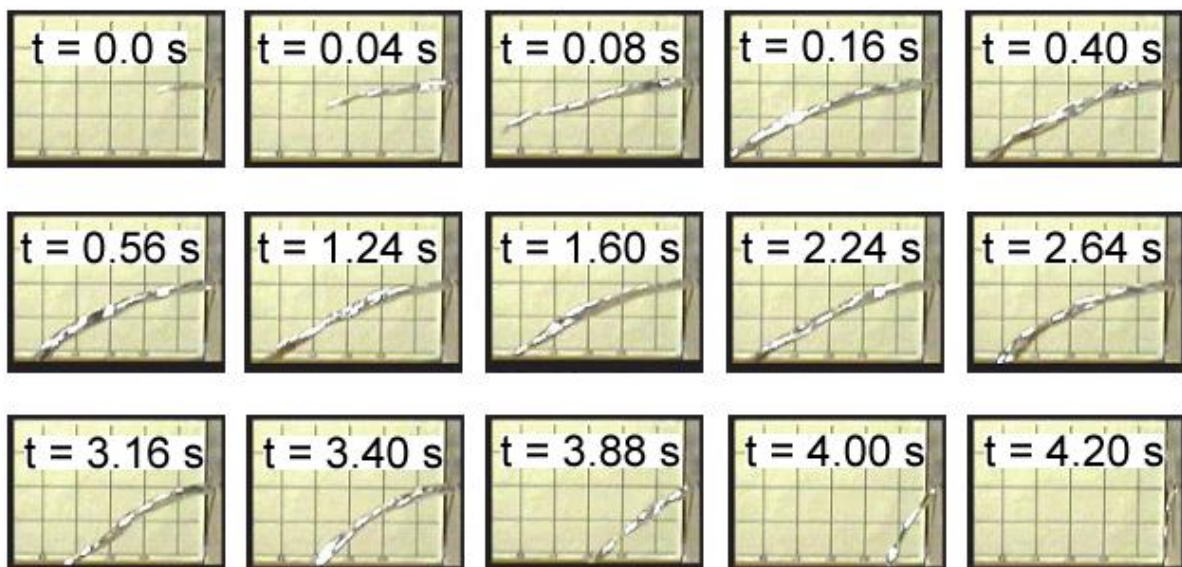 t = 0.0 s
t = 0.04 s
t = 0.08 s
t = 0.16 s
t = 0.40 s
t = 0.56 s
t = 1.24 s
t = 1.60 s
t = 2.24 s
t = 2.64 s
t = 3.16 s
t = 3.40 s
t = 3.88 s
t = 4.00 s
t = 4.20 s